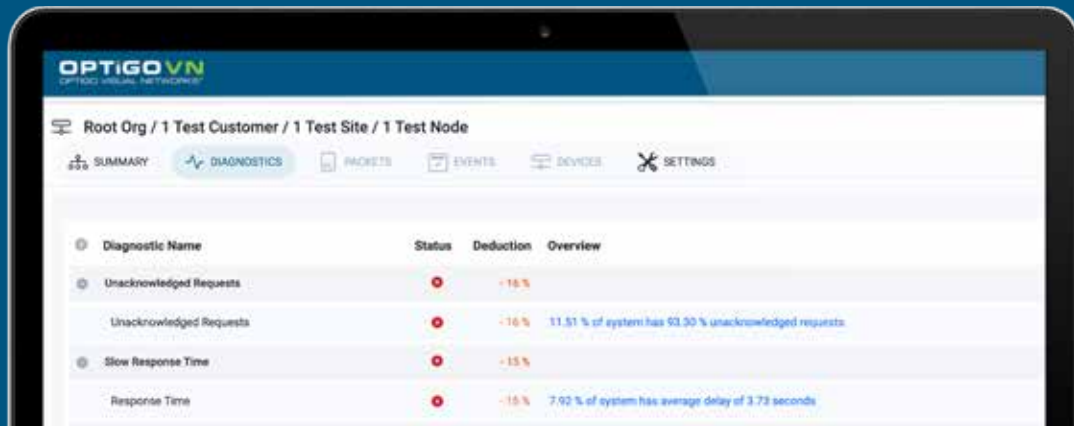 OPTiGO VN
OPTIGO VISUAL NETWORKS
Root Org / 1 Test Customer / 1 Test Site / 1 Test Node
SUMMARY DIAGNOSTICS PACKETS EVENTS DEVICES SETTINGS
Diagnostic Name Status Deduction Overview
Unacknowledged Requests - 16 %
Unacknowledged Requests - 16 % 11.51 % of system has 93.30 % unacknowledged requests
Slow Response Time - 15 %
Response Time - 15 % 7.92 % of system has average delay of 3.73 seconds